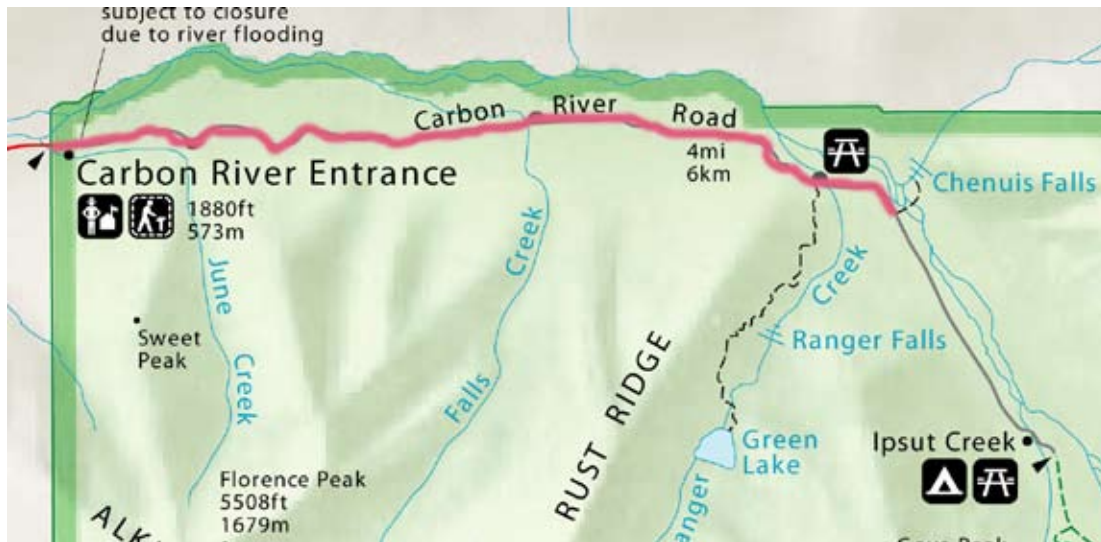 subject to closure
due to river flooding
Carbon River Road
4mi
6km
Carbon River Entrance
1880ft
573m
Chenuis Falls
June Creek
Falls Creek
Creek
Sweet
Peak
Ranger Falls
RUST RIDGE
Green
Lake
Ipsut Creek
Florence Peak
5508ft
1679m
ALK
anger